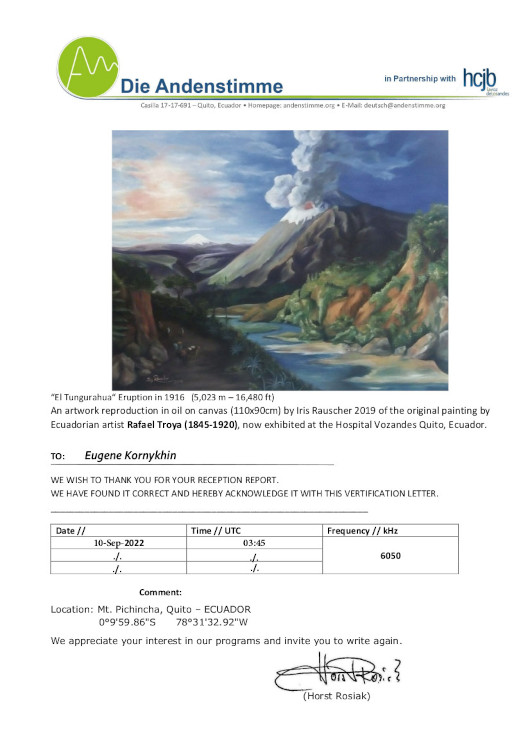 Die Andenstimme
in Partnership with hcjb
Casilla 17-17-691 – Quito, Ecuador • Homepage: andenstimme.org • E-Mail: deutsch@andenstimme.org
"El Tungurahua" Eruption in 1916 (5,023 m – 16,480 ft)
An artwork reproduction in oil on canvas (110x90cm) by Iris Rauscher 2019 of the original painting by
Ecuadorian artist Rafael Troya (1845-1920), now exhibited at the Hospital Vozandes Quito, Ecuador.
TO: Eugene Kornykhin
WE WISH TO THANK YOU FOR YOUR RECEPTION REPORT.
WE HAVE FOUND IT CORRECT AND HEREBY ACKNOWLEDGE IT WITH THIS VERTIFICATION LETTER.
Date // Time // UTC Frequency // kHz
10-Sep-2022 03:45
./. ./. 6050
./. ./.
Comment:
Location: Mt. Pichincha, Quito – ECUADOR
0°9'59.86"S 78°31'32.92"W
We appreciate your interest in our programs and invite you to write again.
(Horst Rosiak)